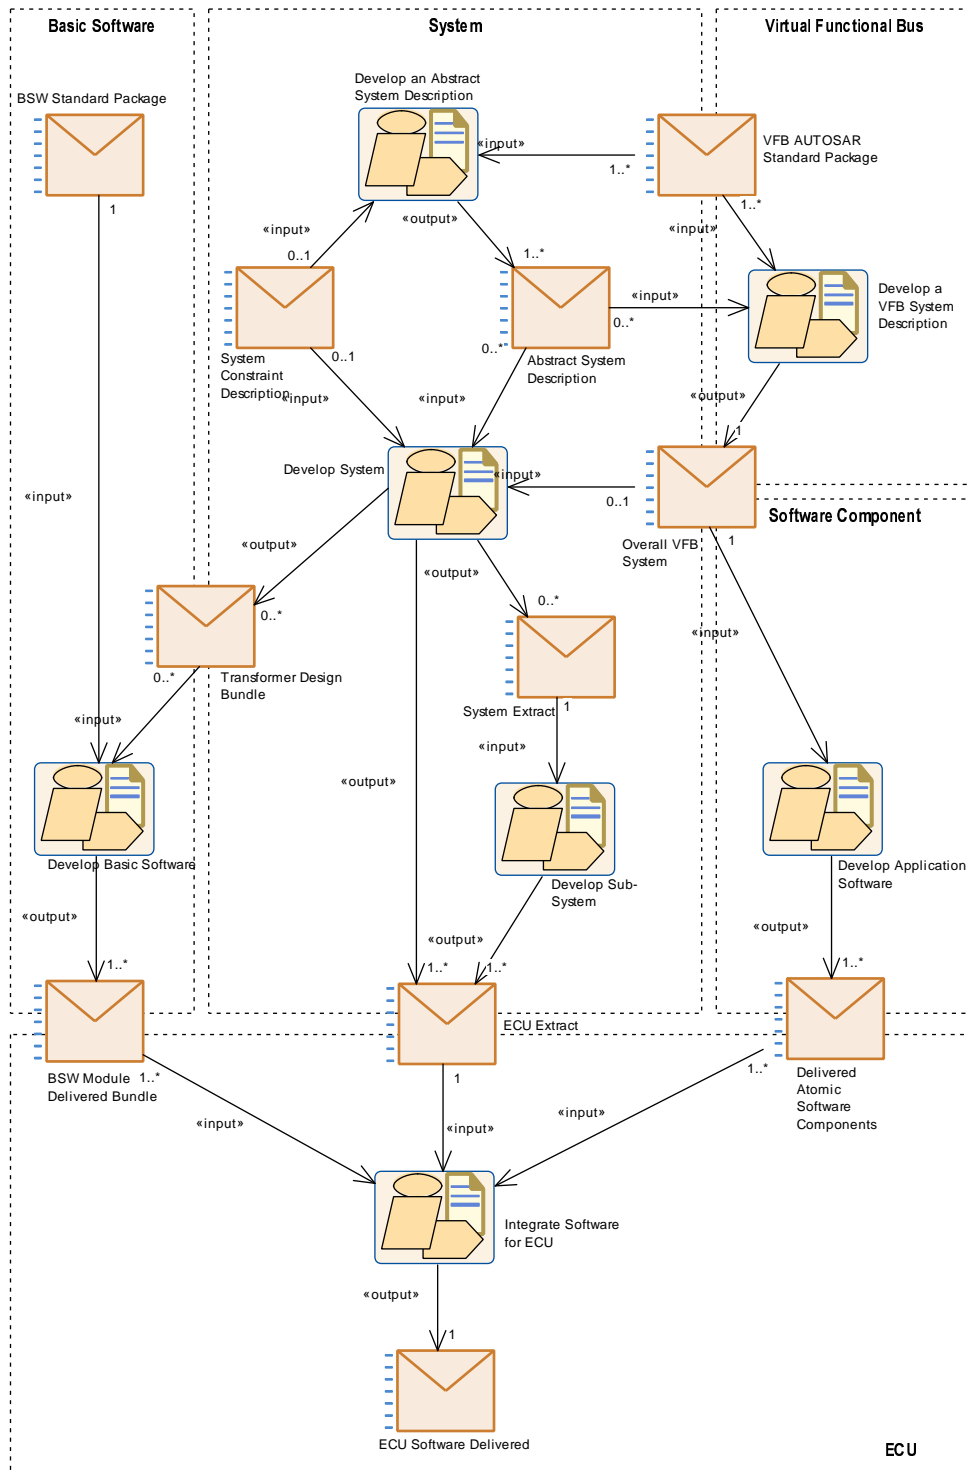 Basic Software
System
Virtual Functional Bus
BSW Standard Package
Develop an Abstract
System Description
VFB AUTOSAR
Standard Package
«input»
1..*
1
1..*
«output»
«input»
«input»
0..1
1..*
Develop a
VFB System
Description
«input»
0..*
0..1
0..*
System
Constraint
Description
Abstract System
Description
«input»
«input»
«output»
1
Develop System
«input»
«input»
0..1
Software Component
Overall VFB
System
1
«output»
«output»
0..*
0..*
«input»
0..*
Transformer Design
Bundle
System Extract
1
«input»
«input»
«output»
Develop Basic Software
Develop Sub-
System
Develop Application
Software
«output»
«output»
«output»
1..*
1..*
1..*
1..*
ECU Extract
BSW Module
Delivered Bundle
1..*
1
1..*
Delivered
Atomic
Software
Components
«input»
«input»
«input»
Integrate Software
for ECU
«output»
1
ECU Software Delivered
ECU